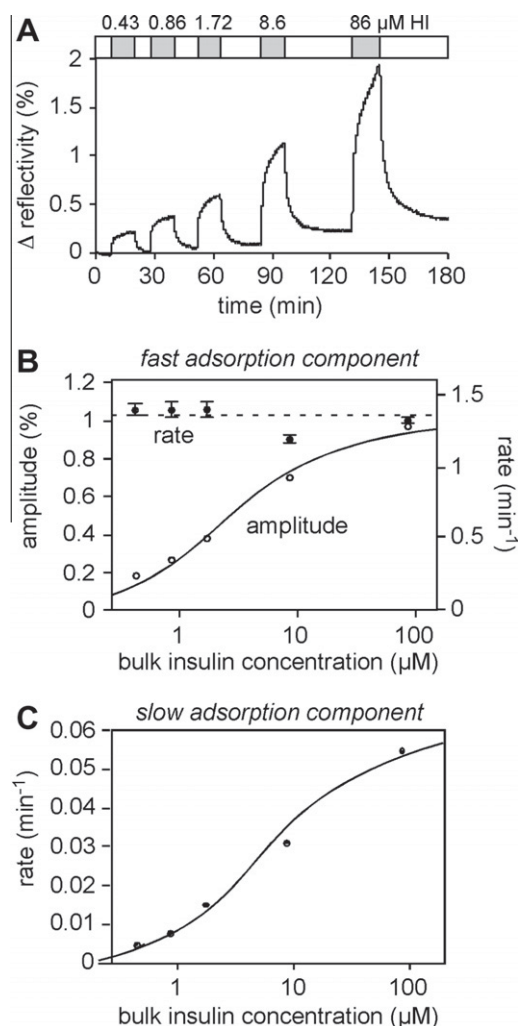 A
0.43 0.86 1.72 8.6 86 µM HI
2
1.5
1
0.5
0
Δ reflectivity (%)
0 30 60 90 120 150 180
time (min)
B fast adsorption component
1.2
1
0.8
0.6
0.4
0.2
0
amplitude (%)
1.5
1
0.5
0
rate (min-1)
rate
amplitude
1 10 100
bulk insulin concentration (µM)
C slow adsorption component
0.06
0.05
0.04
0.03
0.02
0.01
0
rate (min-1)
1 10 100
bulk insulin concentration (µM)